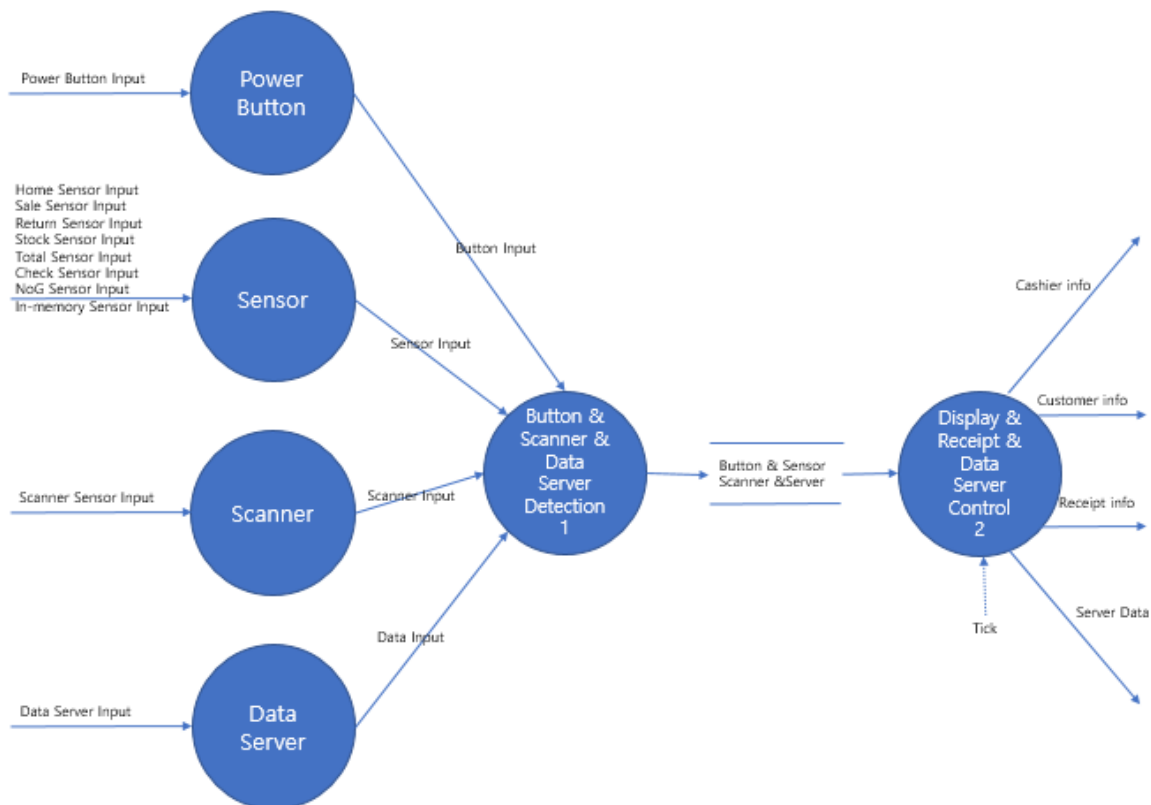 Power Button Input
Power
Button
Home Sensor Input
Sale Sensor Input
Return Sensor Input
Stock Sensor Input
Total Sensor Input
Check Sensor Input
NoG Sensor Input
In-memory Sensor Input
Sensor
Button Input
Sensor Input
Scanner Sensor Input
Scanner
Scanner Input
Data Server Input
Data
Server
Data Input
Button &
Scanner &
Data
Server
Detection
1
Button & Sensor
Scanner &Server
Display &
Receipt &
Data
Server
Control
2
Tick
Cashier info
Customer info
Receipt info
Server Data